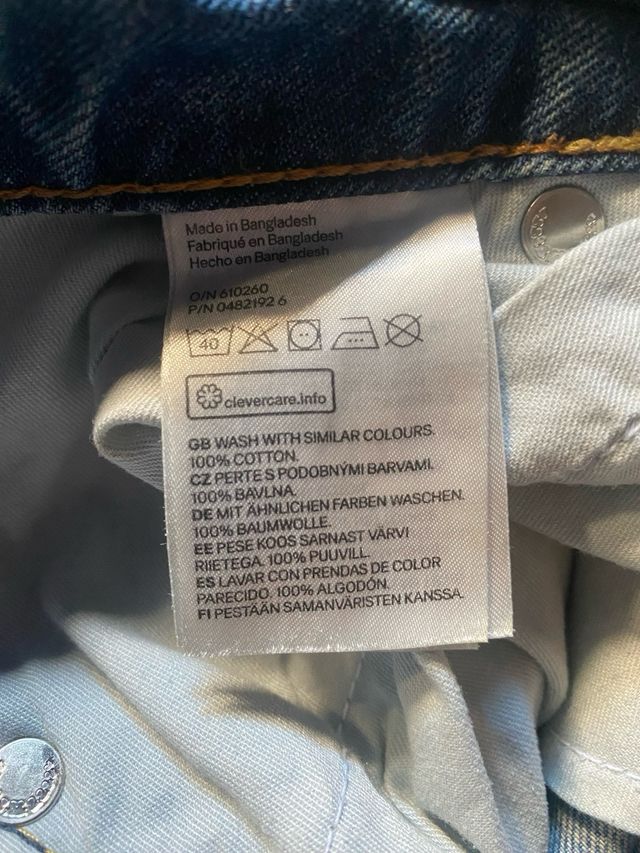 Made in Bangladesh
Fabriqué en Bangladesh
Hecho en Bangladesh
O/N 610260
P/N 0482192 6
40
clevercare.info
GB WASH WITH SIMILAR COLOURS.
100% COTTON.
CZ PERTE S PODOBNÝMI BARVAMI.
100% BAVLNA.
DE MIT ÄHNLICHEN FARBEN WASCHEN.
100% BAUMWOLLE.
EE PESE KOOS SARNAST VÄRVI
RIIETEGA. 100% PUUVILL.
ES LAVAR CON PRENDAS DE COLOR
PARECIDO. 100% ALGODÓN.
FI PESTÄÄN SAMANVÄRISTEN KANSSA.